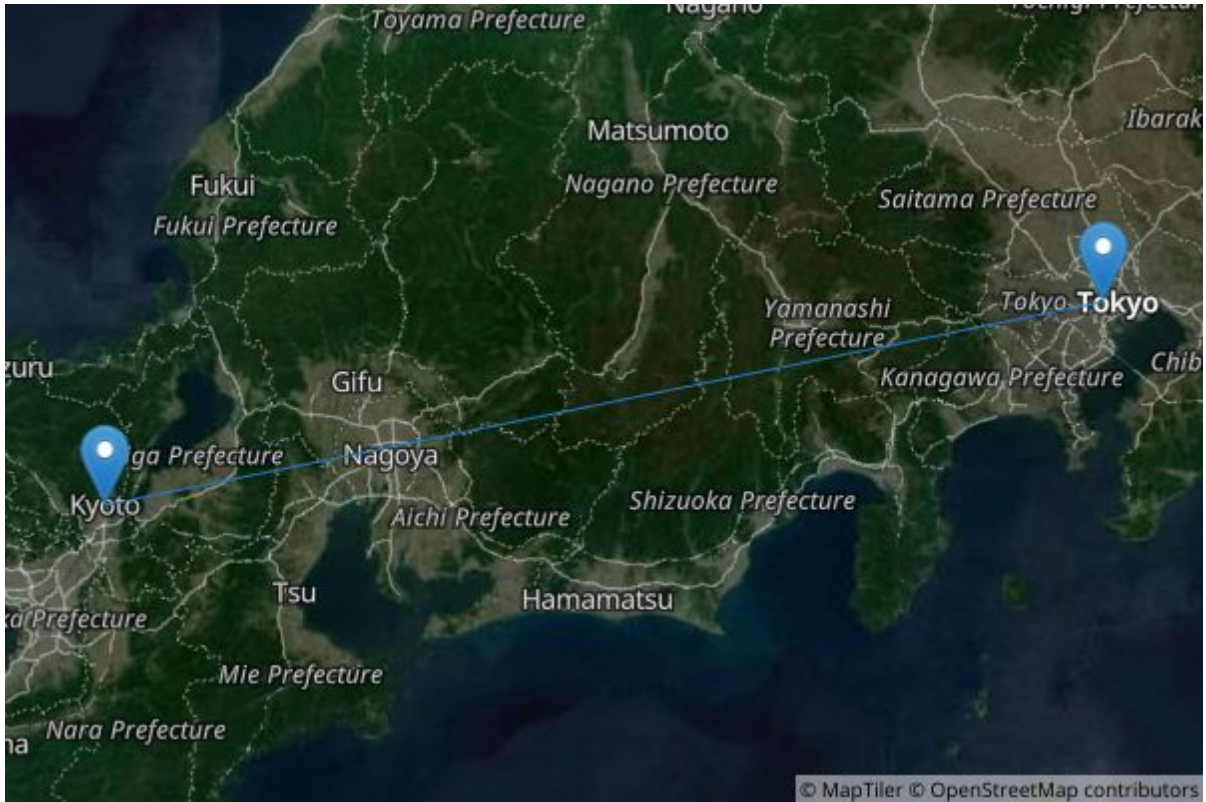 Toyama Prefecture
Nagano
Matsumoto
Ibarak
Fukui
Nagano Prefecture
Saitama Prefecture
Fukui Prefecture
Yamanashi
Prefecture
Tokyo
Tokyo
zuru
Gifu
Kanagawa Prefecture
Chib
Nagoya
iga Prefecture
Kyoto
Shizuoka Prefecture
Aichi Prefecture
Tsu
Hamamatsu
ka Prefecture
Mie Prefecture
Nara Prefecture
na
© MapTiler © OpenStreetMap contributors